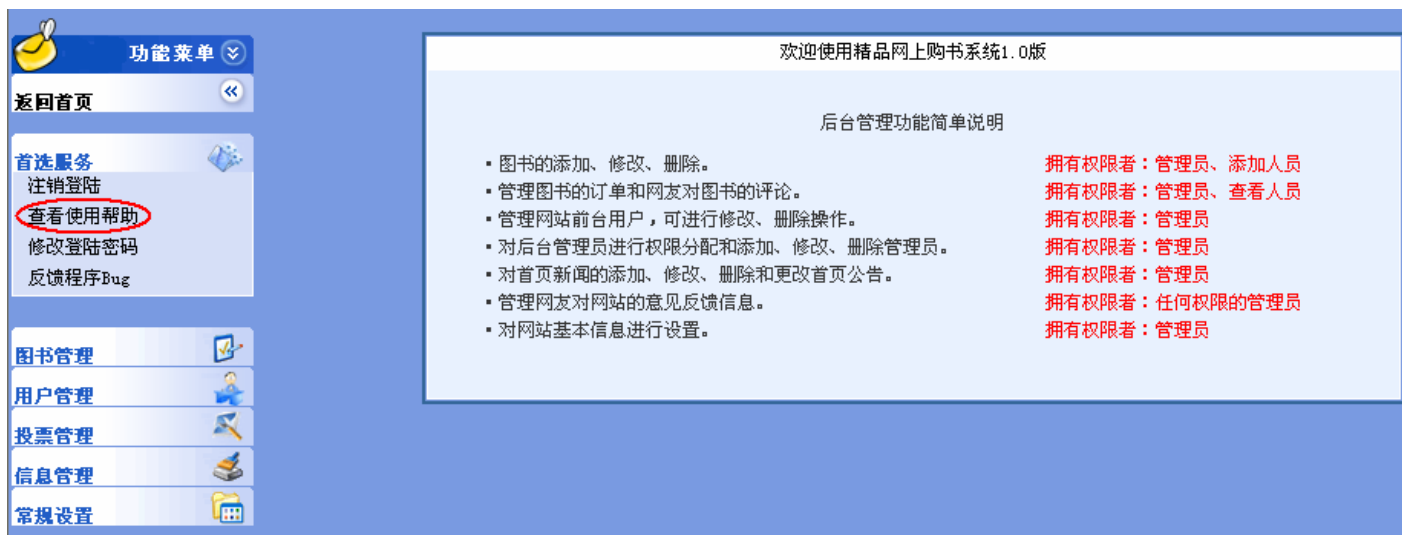 功能菜单
返回首页
首选服务
注销登陆
查看使用帮助
修改登陆密码
反馈程序Bug
图书管理
用户管理
投票管理
信息管理
常规设置
欢迎使用精品网上购书系统1.0版
后台管理功能简单说明
▪图书的添加、修改、删除。 拥有权限者：管理员、添加人员
▪管理图书的订单和网友对图书的评论。 拥有权限者：管理员、查看人员
▪管理网站前台用户，可进行修改、删除操作。 拥有权限者：管理员
▪对后台管理员进行权限分配和添加、修改、删除管理员。 拥有权限者：管理员
▪对首页新闻的添加、修改、删除和更改首页公告。 拥有权限者：管理员
▪管理网友对网站的意见反馈信息。 拥有权限者：任何权限的管理员
▪对网站基本信息进行设置。 拥有权限者：管理员